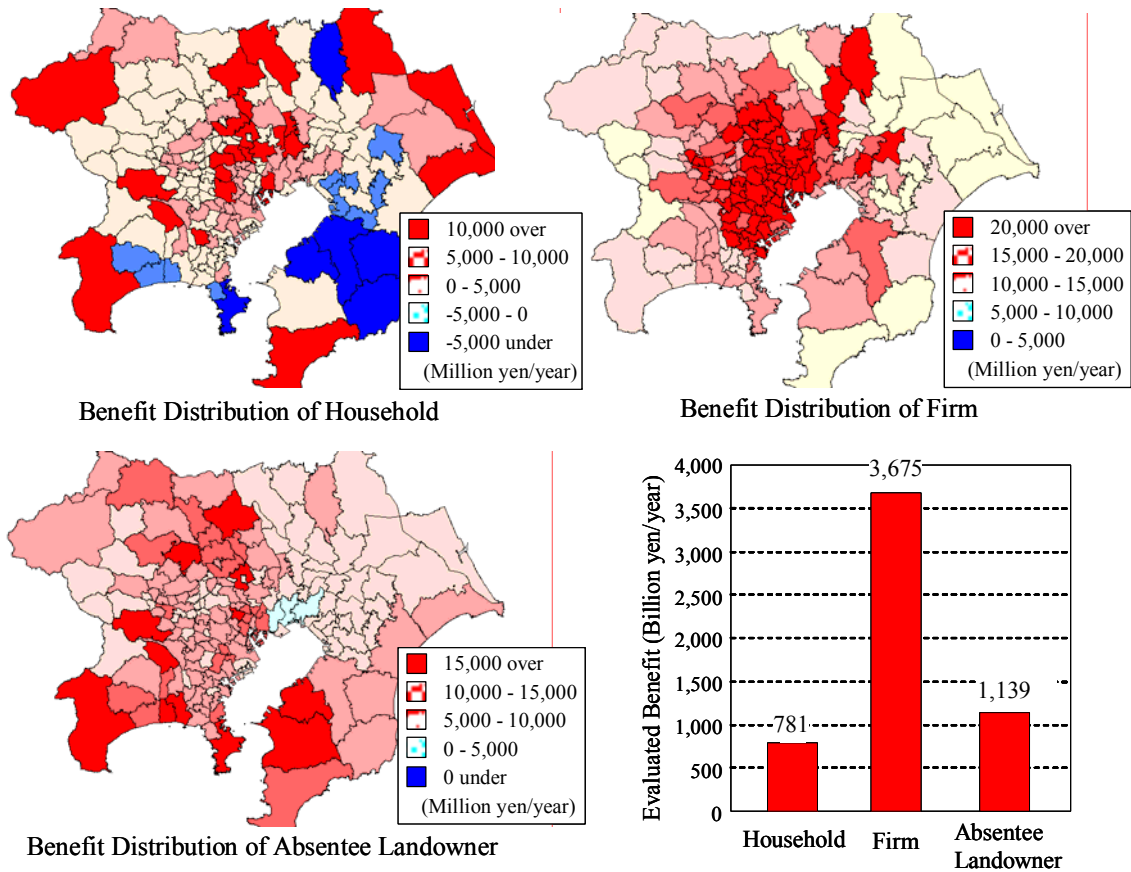 10,000 over
5,000 - 10,000
0 - 5,000
-5,000 - 0
-5,000 under
(Million yen/year)
Benefit Distribution of Household
20,000 over
15,000 - 20,000
10,000 - 15,000
5,000 - 10,000
0 - 5,000
(Million yen/year)
Benefit Distribution of Firm
15,000 over
10,000 - 15,000
5,000 - 10,000
0 - 5,000
0 under
(Million yen/year)
Benefit Distribution of Absentee Landowner
Evaluated Benefit (Billion yen/year)
4,000
3,500
3,000
2,500
2,000
1,500
1,000
500
0
781
3,675
1,139
Household
Firm
Absentee
Landowner